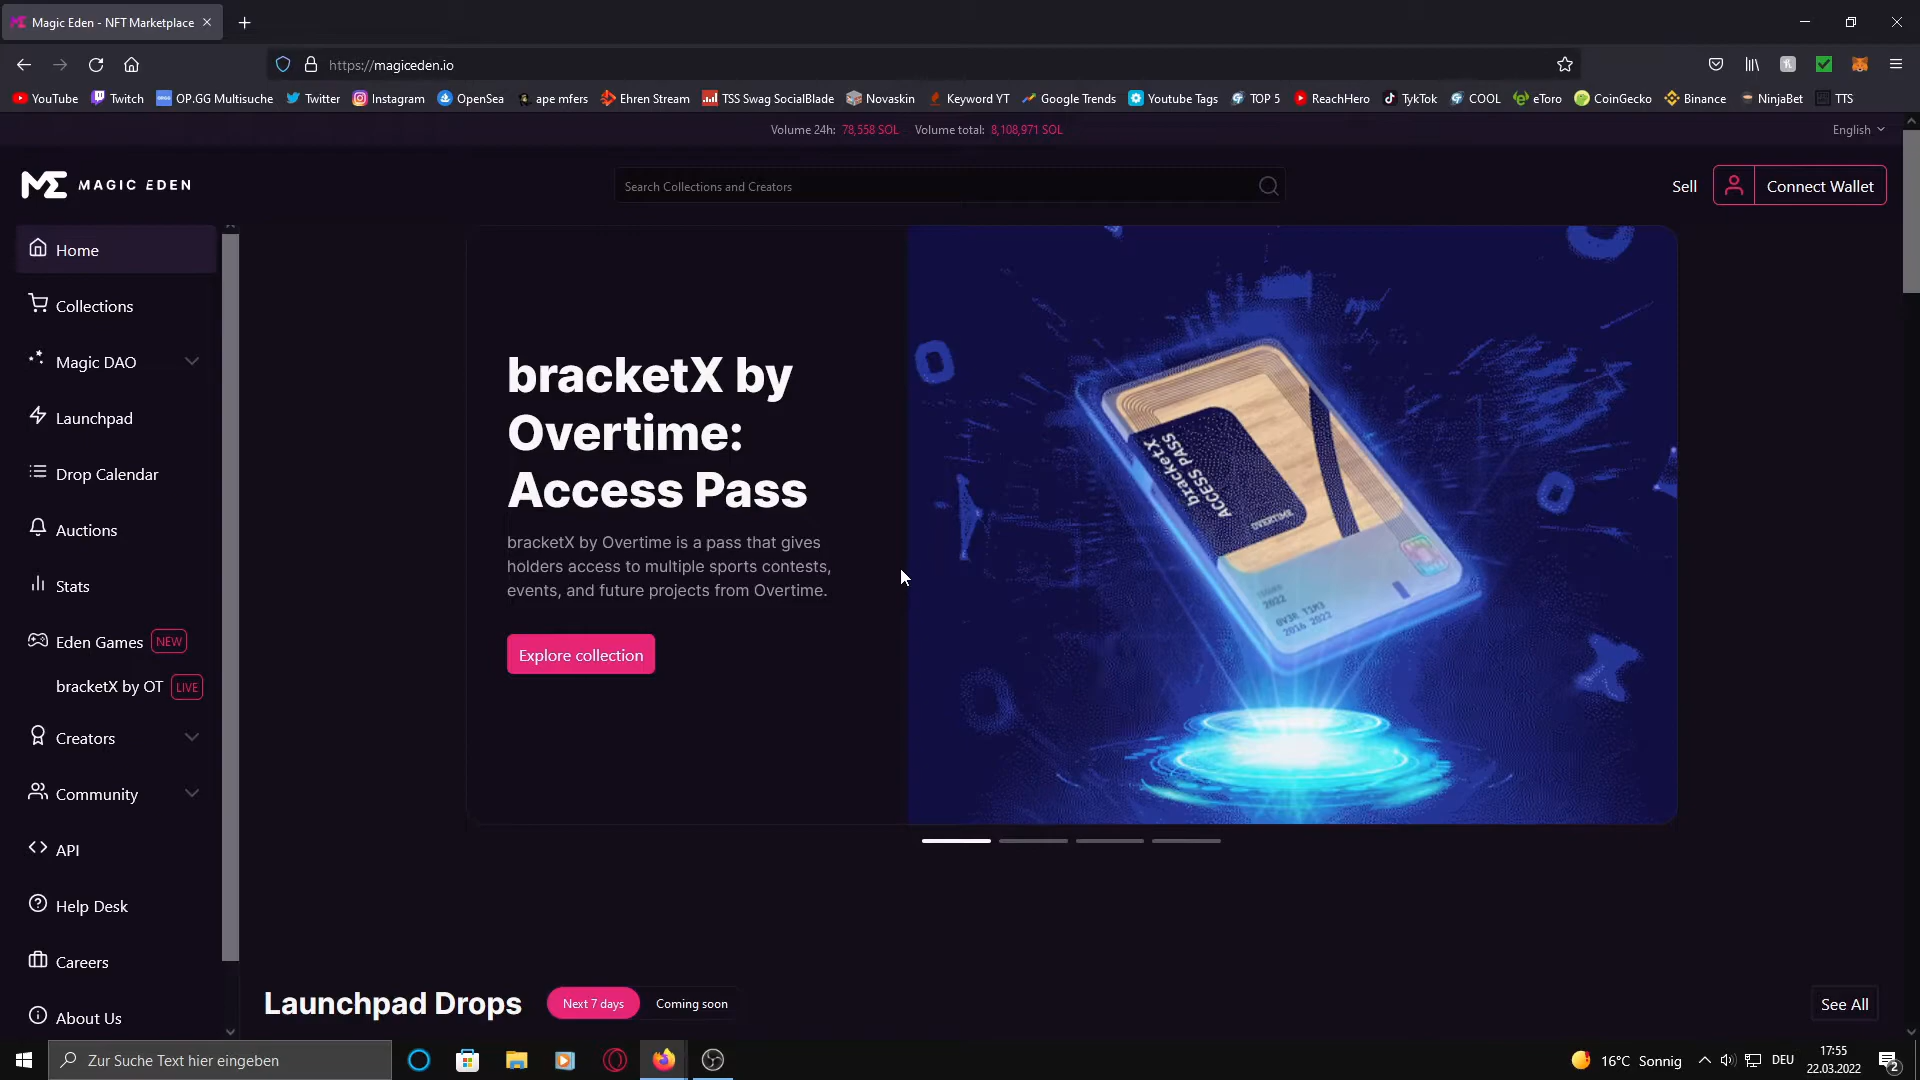 Magic Eden - NFT Marketplace
https://magiceden.io
YouTube Twitch OP.GG Multisuche Twitter Instagram OpenSea ape mfers Ehren Stream TSS Swag SocialBlade Novaskin Keyword YT Google Trends Youtube Tags TOP 5 ReachHero TykTok COOL eToro CoinGecko Binance NinjaBet TTS
Volume 24h: 78,558 SOL Volume total: 8,108,971 SOL English
MAGIC EDEN
Search Collections and Creators
Sell
Connect Wallet
Home
Collections
Magic DAO
Launchpad
Drop Calendar
Auctions
Stats
Eden Games NEW
bracketX by OT LIVE
Creators
Community
API
Help Desk
Careers
About Us
bracketX by
Overtime:
Access Pass
bracketX by Overtime is a pass that gives
holders access to multiple sports contests,
events, and future projects from Overtime.
Explore collection
bracketX
ACCESS PASS
OVERTIME
2022
OV3R T1M3
2016 2022
Launchpad Drops Next 7 days Coming soon See All
Zur Suche Text hier eingeben
16°C Sonnig
DEU
17:55
22.03.2022
2